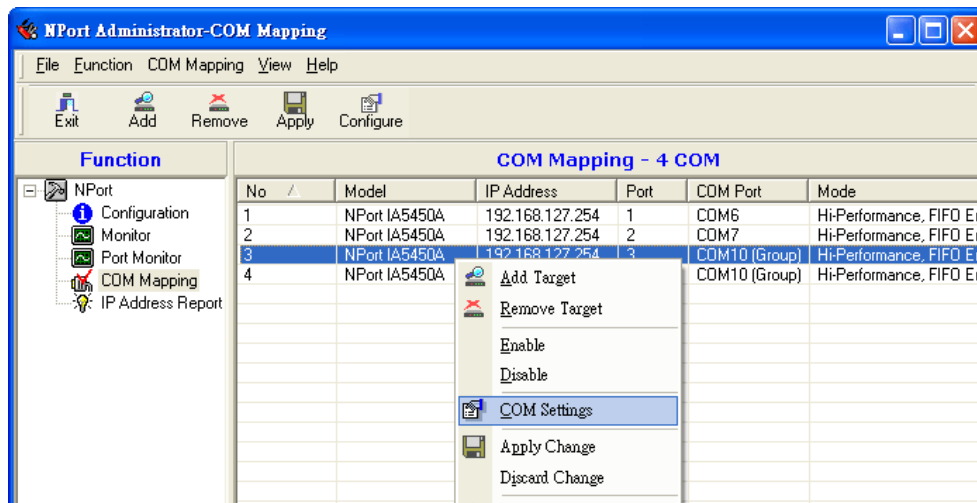 NPort Administrator-COM Mapping
File Function COM Mapping View Help
Exit Add Remove Apply Configure
Function
COM Mapping - 4 COM
NPort
Configuration
Monitor
Port Monitor
COM Mapping
IP Address Report
No Model IP Address Port COM Port Mode
1 NPort IA5450A 192.168.127.254 1 COM6 Hi-Performance, FIFO
2 NPort IA5450A 192.168.127.254 2 COM7 Hi-Performance, FIFO
3 NPort IA5450A 192.168.127.254 3 COM10 (Group) Hi-Performance, FIFO
4 NPort IA5450A COM10 (Group) Hi-Performance, FIFO
Add Target
Remove Target
Enable
Disable
COM Settings
Apply Change
Discard Change